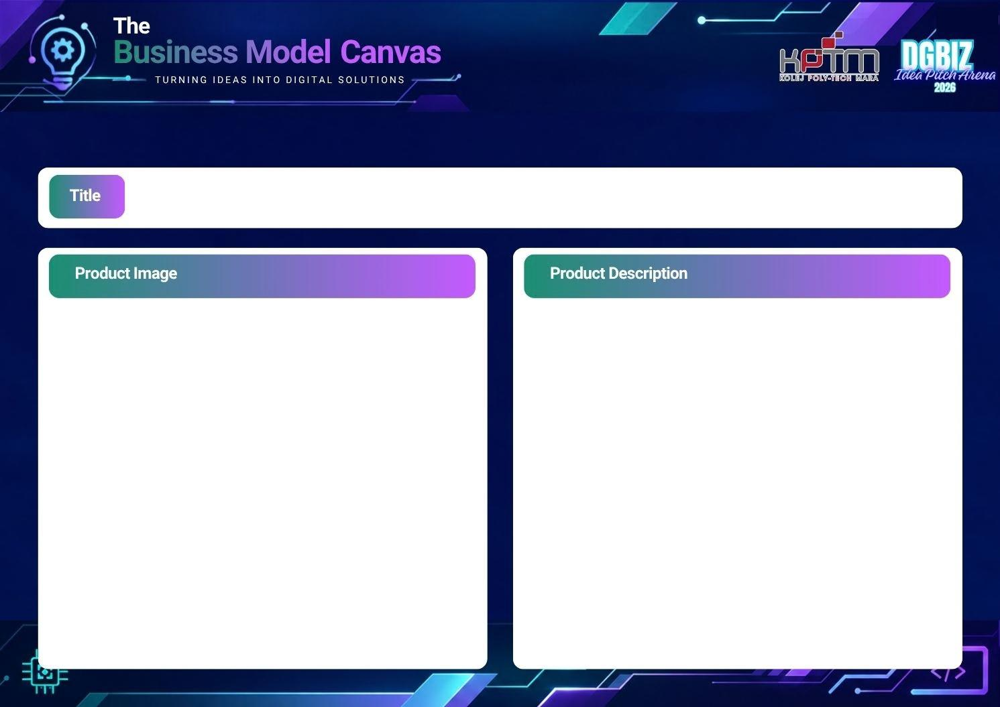 The
Business Model Canvas
TURNING IDEAS INTO DIGITAL SOLUTIONS
KPTM
KOLEJ POLY-TECH MARA
DGBIZ
Idea Pitch Arena
2026
Title
Product Image
Product Description
</>